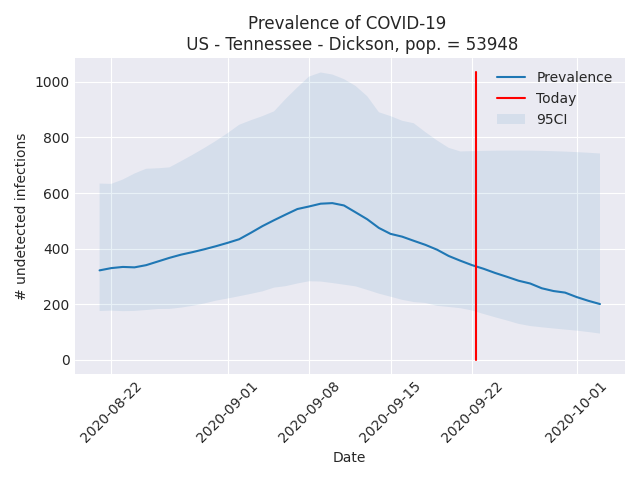 Prevalence of COVID-19
US - Tennessee - Dickson, pop. = 53948
# undetected infections
1000
800
600
400
200
0
Prevalence
Today
95CI
2020-08-22
2020-09-01
2020-09-08
2020-09-15
2020-09-22
2020-10-01
Date